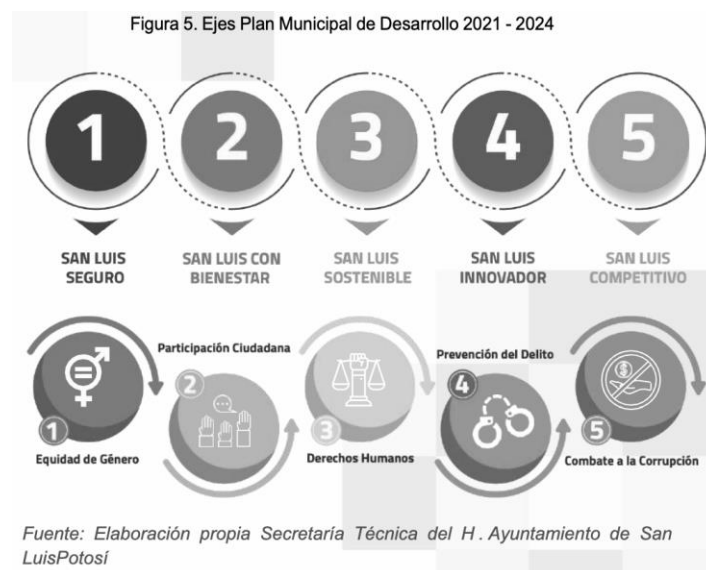 Figura 5. Ejes Plan Municipal de Desarrollo 2021 - 2024
1
2
3
4
5
SAN LUIS
SEGURO
SAN LUIS CON
BIENESTAR
SAN LUIS
SOSTENIBLE
SAN LUIS
INNOVADOR
SAN LUIS
COMPETITIVO
1
Equidad de Género
Participación Ciudadana
2
3
Derechos Humanos
Prevención del Delito
4
$
5
Combate a la Corrupción
Fuente: Elaboración propia Secretaría Técnica del H . Ayuntamiento de San
LuisPotosí